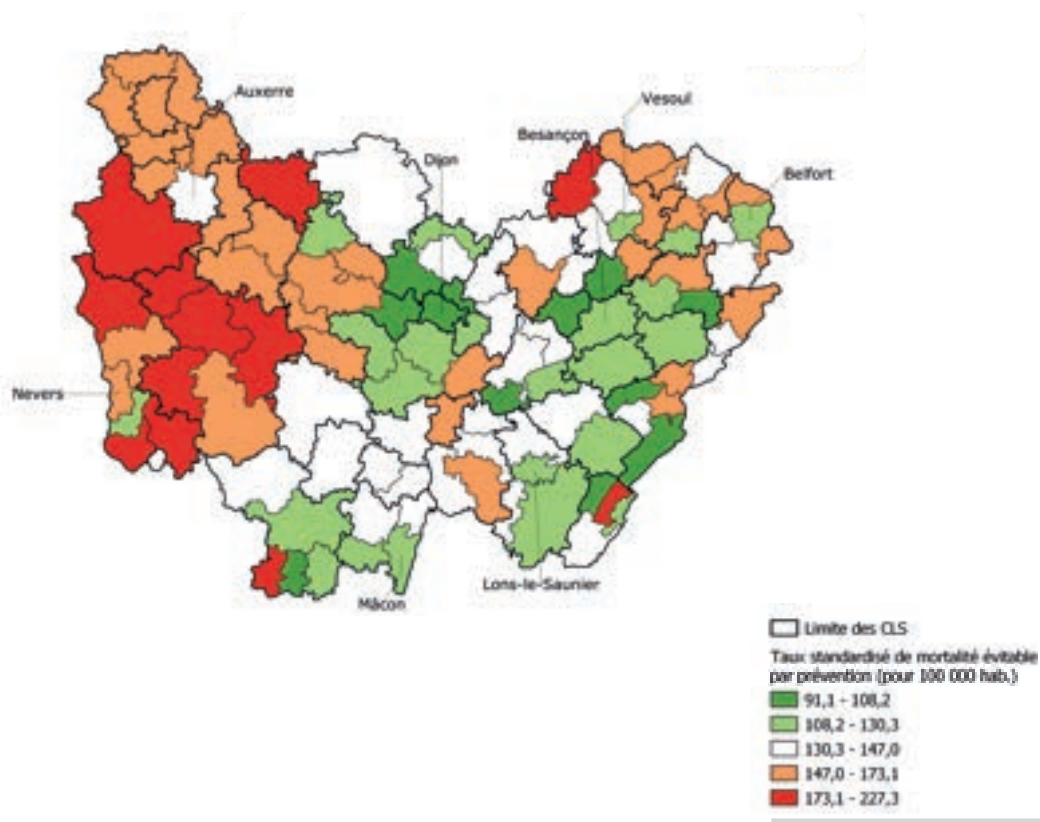 Auxerre
Vesoul
Besançon
Dijon
Belfort
Nevers
Lons-le-Saunier
Mâcon
Limite des CLS
Taux standardisé de mortalité évitable
par prévention (pour 100 000 hab.)
91,1 - 108,2
108,2 - 130,3
130,3 - 147,0
147,0 - 173,1
173,1 - 227,3